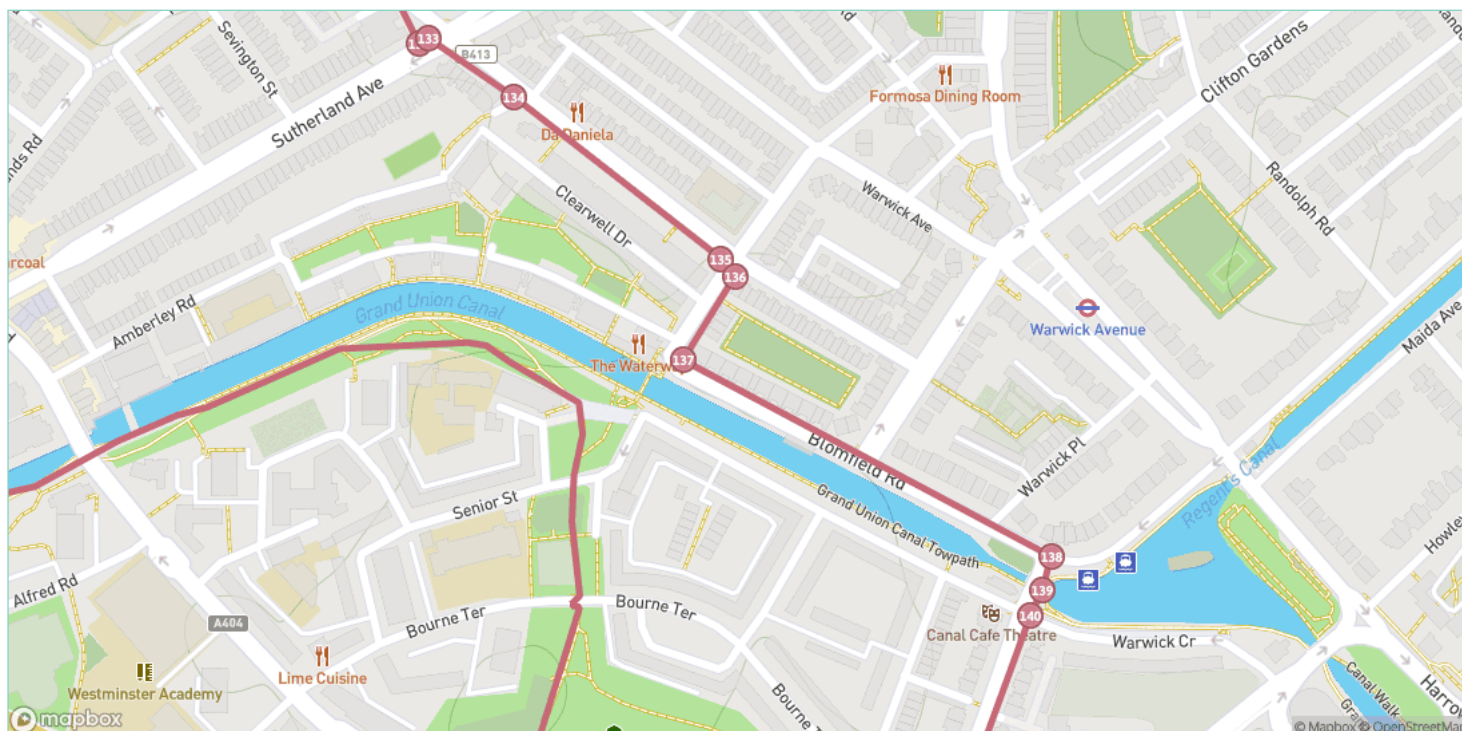 Sevington St
133
B413
134
Sutherland Ave
Da Daniela
Formosa Dining Room
Clifton Gardens
Randolph Rd
Warwick Ave
Clearwell Dr
135
136
Amberley Rd
Grand Union Canal
Warwick Avenue
Maida Ave
137
Blomfield Rd
Warwick Pl
Regent's Canal
Senior St
Grand Union Canal Towpath
138
139
140
Alfred Rd
A404
Bourne Ter
Bourne Ter
Canal Cafe Theatre
Warwick Cr
Lime Cuisine
Westminster Academy
Canal Walk
mapbox
© Mapbox © OpenStreetMap